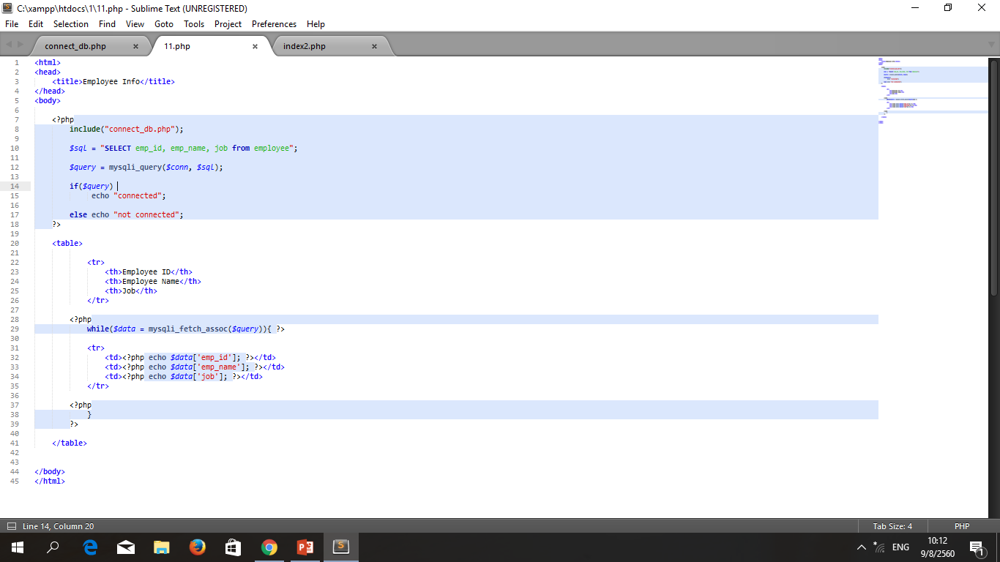 C:\xampp\htdocs\1\11.php - Sublime Text (UNREGISTERED)
File Edit Selection Find View Goto Tools Project Preferences Help
connect_db.php × 11.php × index2.php ×
1 <html>
2 <head>
3 <title>Employee Info</title>
4 </head>
5 <body>
6
7 <?php
8 include("connect_db.php");
9
10 $sql = "SELECT emp_id, emp_name, job from employee";
11
12 $query = mysqli_query($conn, $sql);
13
14 if($query)
15 echo "connected";
16
17 else echo "not connected";
18 ?>
19
20 <table>
21
22 <tr>
23 <th>Employee ID</th>
24 <th>Employee Name</th>
25 <th>Job</th>
26 </tr>
27
28 <?php
29 while($data = mysqli_fetch_assoc($query)){ ?>
30
31 <tr>
32 <td><?php echo $data['emp_id']; ?></td>
33 <td><?php echo $data['emp_name']; ?></td>
34 <td><?php echo $data['job']; ?></td>
35 </tr>
36
37 <?php
38 }
39 ?>
40
41 </table>
42
43
44 </body>
45 </html>
Line 14, Column 20 Tab Size: 4 PHP
ENG 10:12
9/8/2560 1